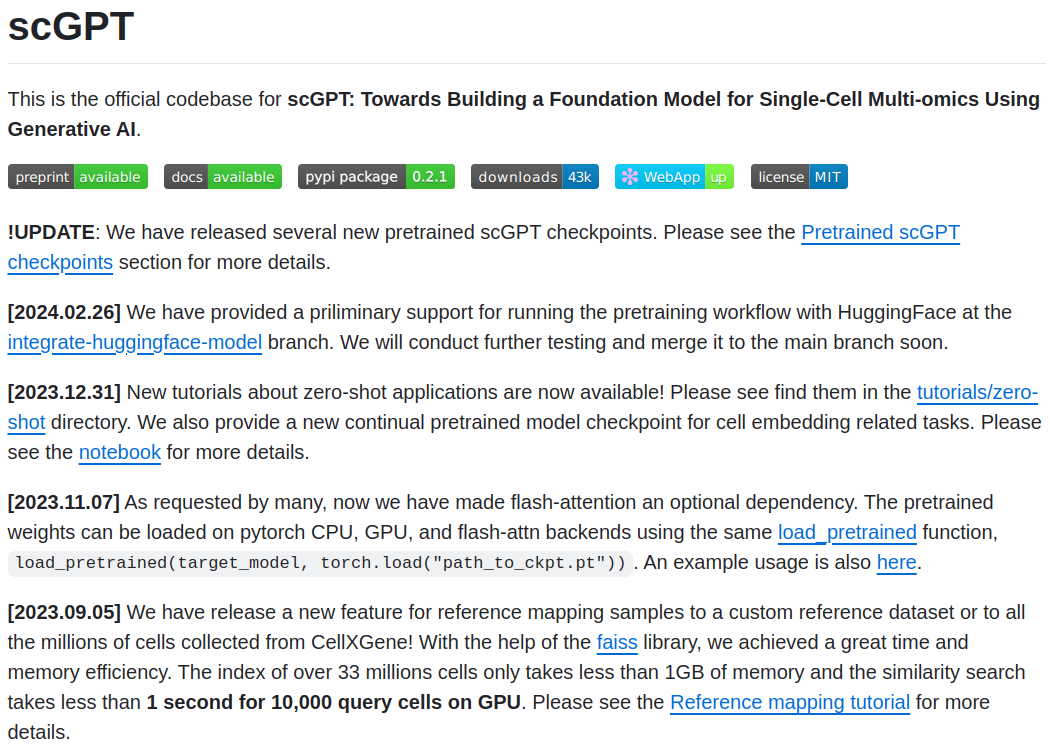 scGPT
This is the official codebase for scGPT: Towards Building a Foundation Model for Single-Cell Multi-omics Using
Generative AI.
preprint available docs available pypi package 0.2.1 downloads 43k WebApp up license MIT
!UPDATE: We have released several new pretrained scGPT checkpoints. Please see the Pretrained scGPT
checkpoints section for more details.
[2024.02.26] We have provided a priliminary support for running the pretraining workflow with HuggingFace at the
integrate-huggingface-model branch. We will conduct further testing and merge it to the main branch soon.
[2023.12.31] New tutorials about zero-shot applications are now available! Please see find them in the tutorials/zero-
shot directory. We also provide a new continual pretrained model checkpoint for cell embedding related tasks. Please
see the notebook for more details.
[2023.11.07] As requested by many, now we have made flash-attention an optional dependency. The pretrained
weights can be loaded on pytorch CPU, GPU, and flash-attn backends using the same load_pretrained function,
load_pretrained(target_model, torch.load("path_to_ckpt.pt")). An example usage is also here.
[2023.09.05] We have release a new feature for reference mapping samples to a custom reference dataset or to all
the millions of cells collected from CellXGene! With the help of the faiss library, we achieved a great time and
memory efficiency. The index of over 33 millions cells only takes less than 1GB of memory and the similarity search
takes less than 1 second for 10,000 query cells on GPU. Please see the Reference mapping tutorial for more
details.